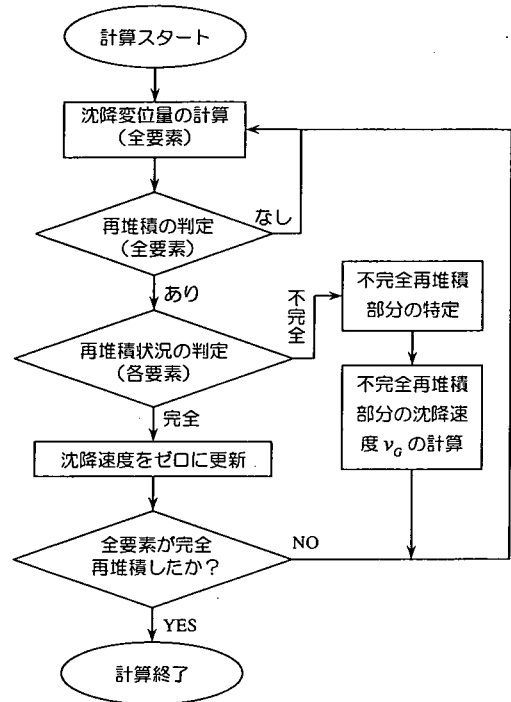 計算スタート
沈降変位量の計算
(全要素)
再堆積の判定
(全要素)
なし
あり
再堆積状況の判定
(各要素)
不完全
不完全再堆積
部分の特定
不完全再堆積
部分の沈降速
度 v_G の計算
完全
沈降速度をゼロに更新
全要素が完全
再堆積したか？
NO
YES
計算終了